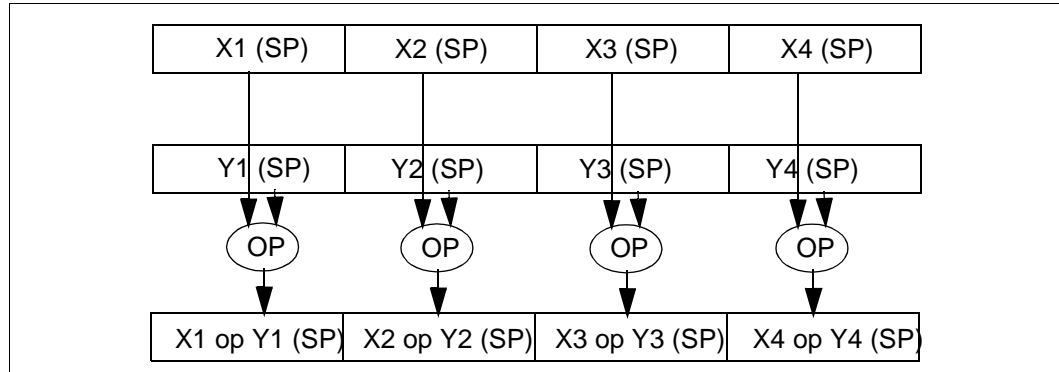 X1 (SP) X2 (SP) X3 (SP) X4 (SP)
Y1 (SP) Y2 (SP) Y3 (SP) Y4 (SP)
OP OP OP OP
X1 op Y1 (SP) X2 op Y2 (SP) X3 op Y3 (SP) X4 op Y4 (SP)